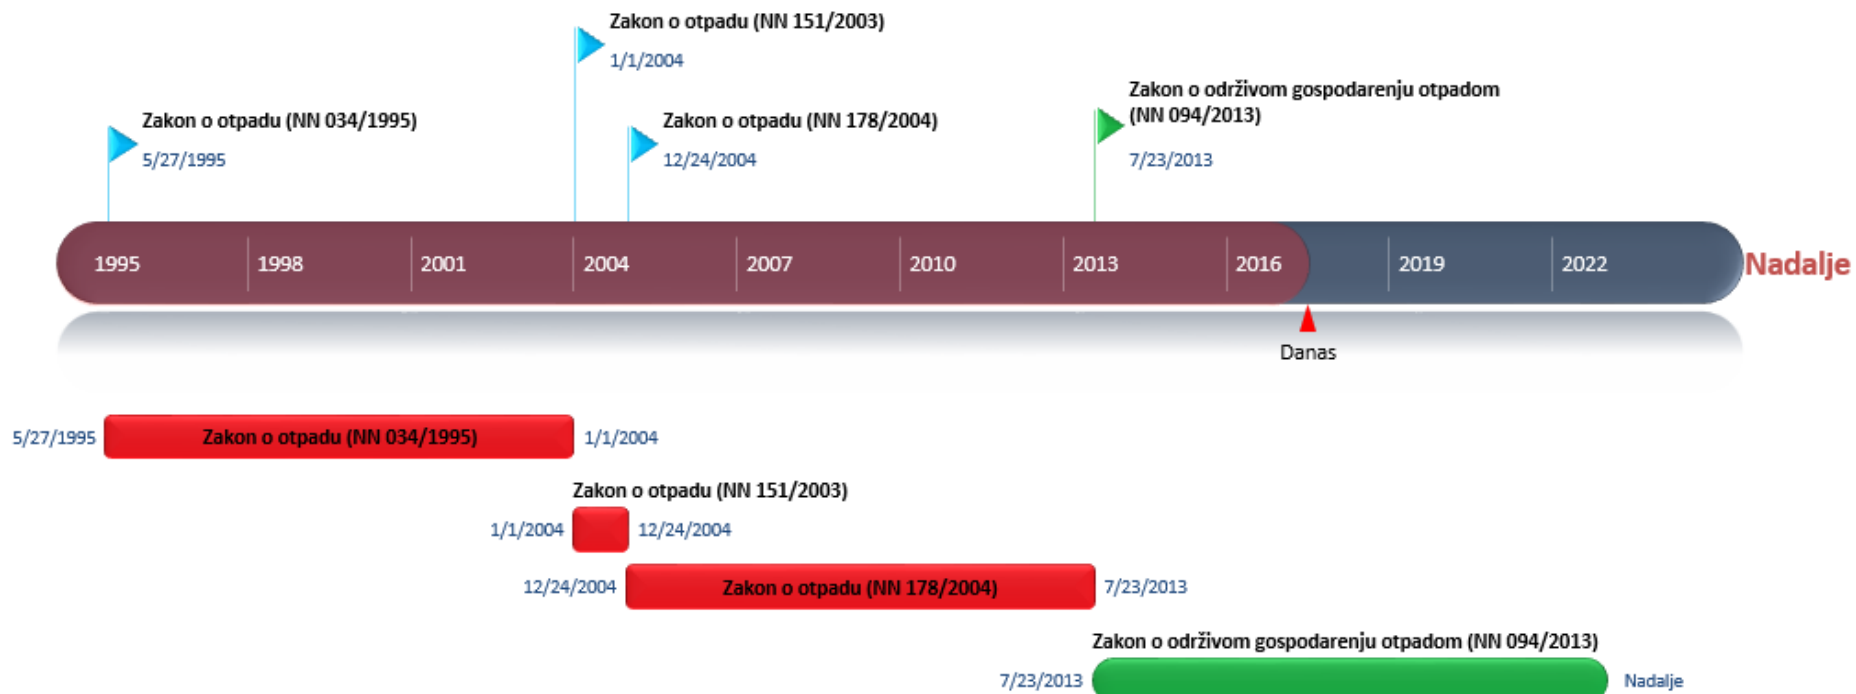 Zakon o otpadu (NN 151/2003)
1/1/2004
Zakon o održivom gospodarenju otpadom
(NN 094/2013)
7/23/2013
Zakon o otpadu (NN 034/1995)
5/27/1995
Zakon o otpadu (NN 178/2004)
12/24/2004
1995 1998 2001 2004 2007 2010 2013 2016 2019 2022 Nadalje
Danas
5/27/1995 Zakon o otpadu (NN 034/1995) 1/1/2004
Zakon o otpadu (NN 151/2003)
1/1/2004 12/24/2004
12/24/2004 Zakon o otpadu (NN 178/2004) 7/23/2013
Zakon o održivom gospodarenju otpadom (NN 094/2013)
7/23/2013 Nadalje